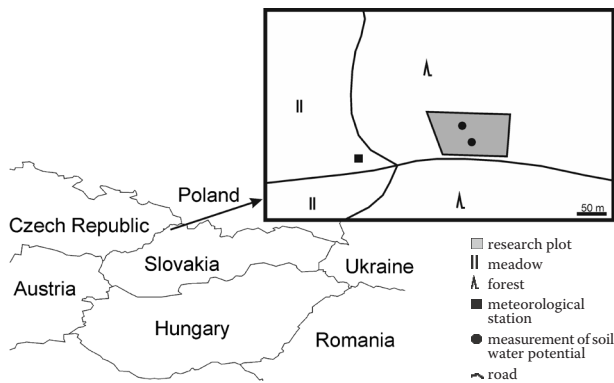 50 m
Poland
Czech Republic
Slovakia
Ukraine
Austria
Hungary
Romania
research plot
meadow
forest
meteorological
station
measurement of soil
water potential
road